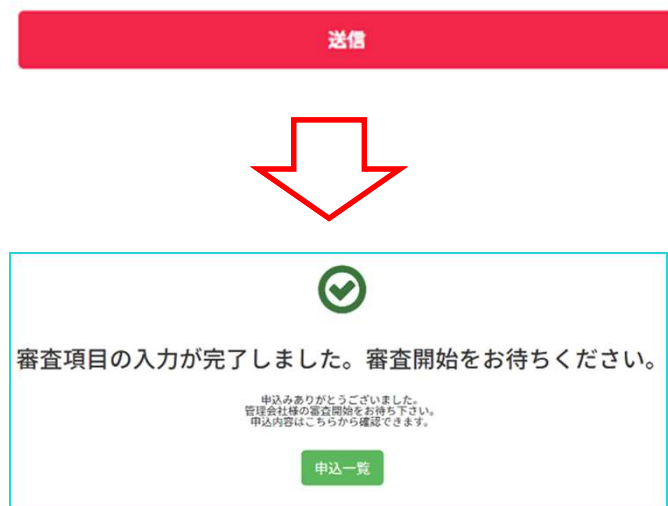 送信
審査項目の入力が完了しました。審査開始をお待ちください。
申込みありがとうございました。
管理会社様の審査開始をお待ち下さい。
申込内容はこちらから確認できます。
申込一覧